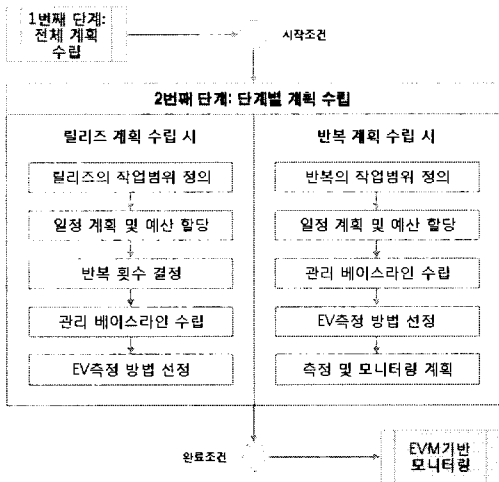 1번째 단계:
전체 계획
수립
시작조건
2번째 단계: 단계별 계획 수립
릴리즈 계획 수립 시
릴리즈의 작업범위 정의
일정 계획 및 예산 할당
반복 횟수 결정
관리 베이스라인 수립
EV측정 방법 선정
반복 계획 수립 시
반복의 작업범위 정의
일정 계획 및 예산 할당
관리 베이스라인 수립
EV측정 방법 선정
측정 및 모니터링 계획
완료조건
EVM기반
모니터링